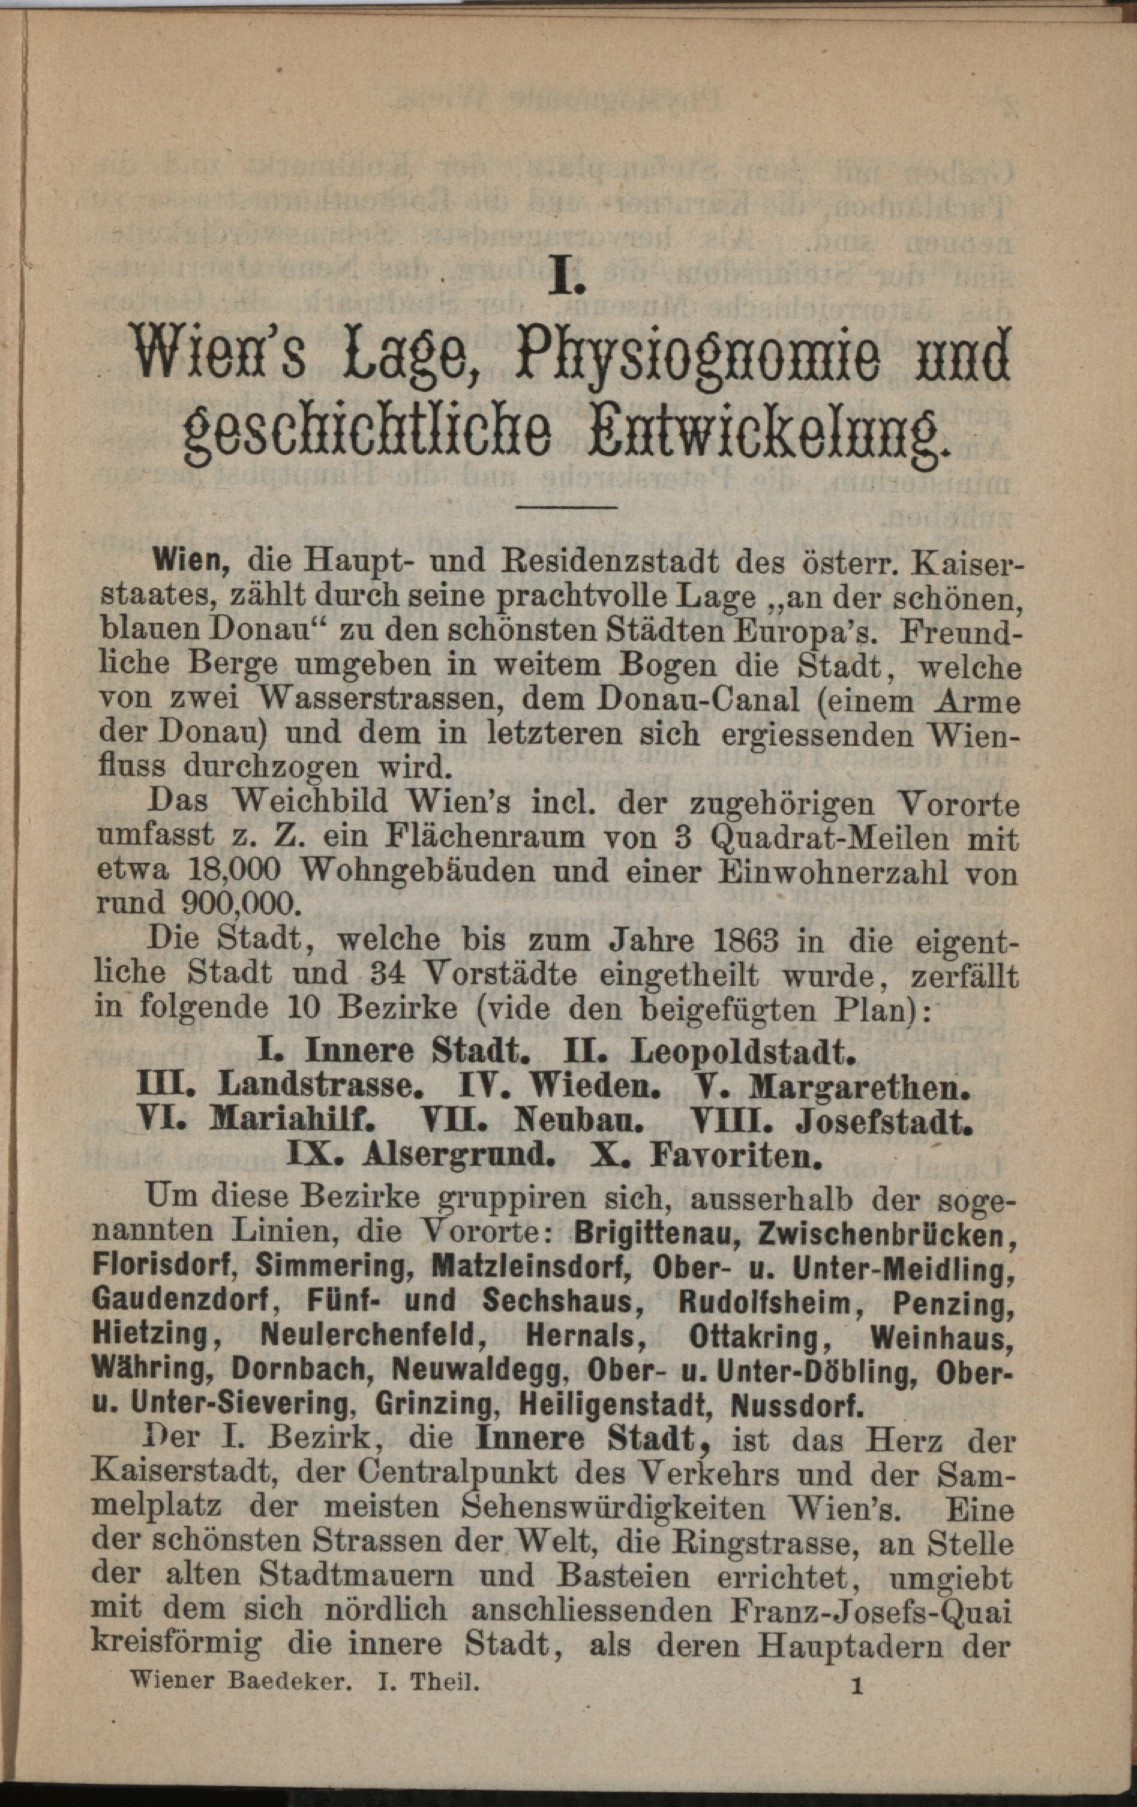 I.
Wien's Lage, Physiognomie und
geschichtliche Entwickelung.
Wien, die Haupt- und Residenzstadt des österr. Kaiser-
staates, zählt durch seine prachtvolle Lage „an der schönen,
blauen Donau“ zu den schönsten Städten Europa's. Freund-
liche Berge umgeben in weitem Bogen die Stadt, welche
von zwei Wasserstrassen, dem Donau-Canal (einem Arme
der Donau) und dem in letzteren sich ergiessenden Wien-
fluss durchzogen wird.
Das Weichbild Wien's incl. der zugehörigen Vororte
umfasst z. Z. ein Flächenraum von 3 Quadrat-Meilen mit
etwa 18,000 Wohngebäuden und einer Einwohnerzahl von
rund 900,000.
Die Stadt, welche bis zum Jahre 1863 in die eigent-
liche Stadt und 34 Vorstädte eingetheilt wurde, zerfällt
in folgende 10 Bezirke (vide den beigefügten Plan):
I. Innere Stadt. II. Leopoldstadt.
III. Landstrasse. IV. Wieden. V. Margarethen.
VI. Mariahilf. VII. Neubau. VIII. Josefstadt.
IX. Alsergrund. X. Favoriten.
Um diese Bezirke gruppiren sich, ausserhalb der soge-
nannten Linien, die Vororte: Brigittenau, Zwischenbrücken,
Florisdorf, Simmering, Matzleinsdorf, Ober- u. Unter-Meidling,
Gaudenzdorf, Fünf- und Sechshaus, Rudolfsheim, Penzing,
Hietzing, Neulerchenfeld, Hernals, Ottakring, Weinhaus,
Währing, Dornbach, Neuwaldegg, Ober- u. Unter-Döbling, Ober-
u. Unter-Sievering, Grinzing, Heiligenstadt, Nussdorf.
Der I. Bezirk, die Innere Stadt, ist das Herz der
Kaiserstadt, der Centralpunkt des Verkehrs und der Sam-
melplatz der meisten Sehenswürdigkeiten Wien's. Eine
der schönsten Strassen der Welt, die Ringstrasse, an Stelle
der alten Stadtmauern und Basteien errichtet, umgiebt
mit dem sich nördlich anschliessenden Franz-Josefs-Quai
kreisförmig die innere Stadt, als deren Hauptadern der
Wiener Baedeker. I. Theil. 1